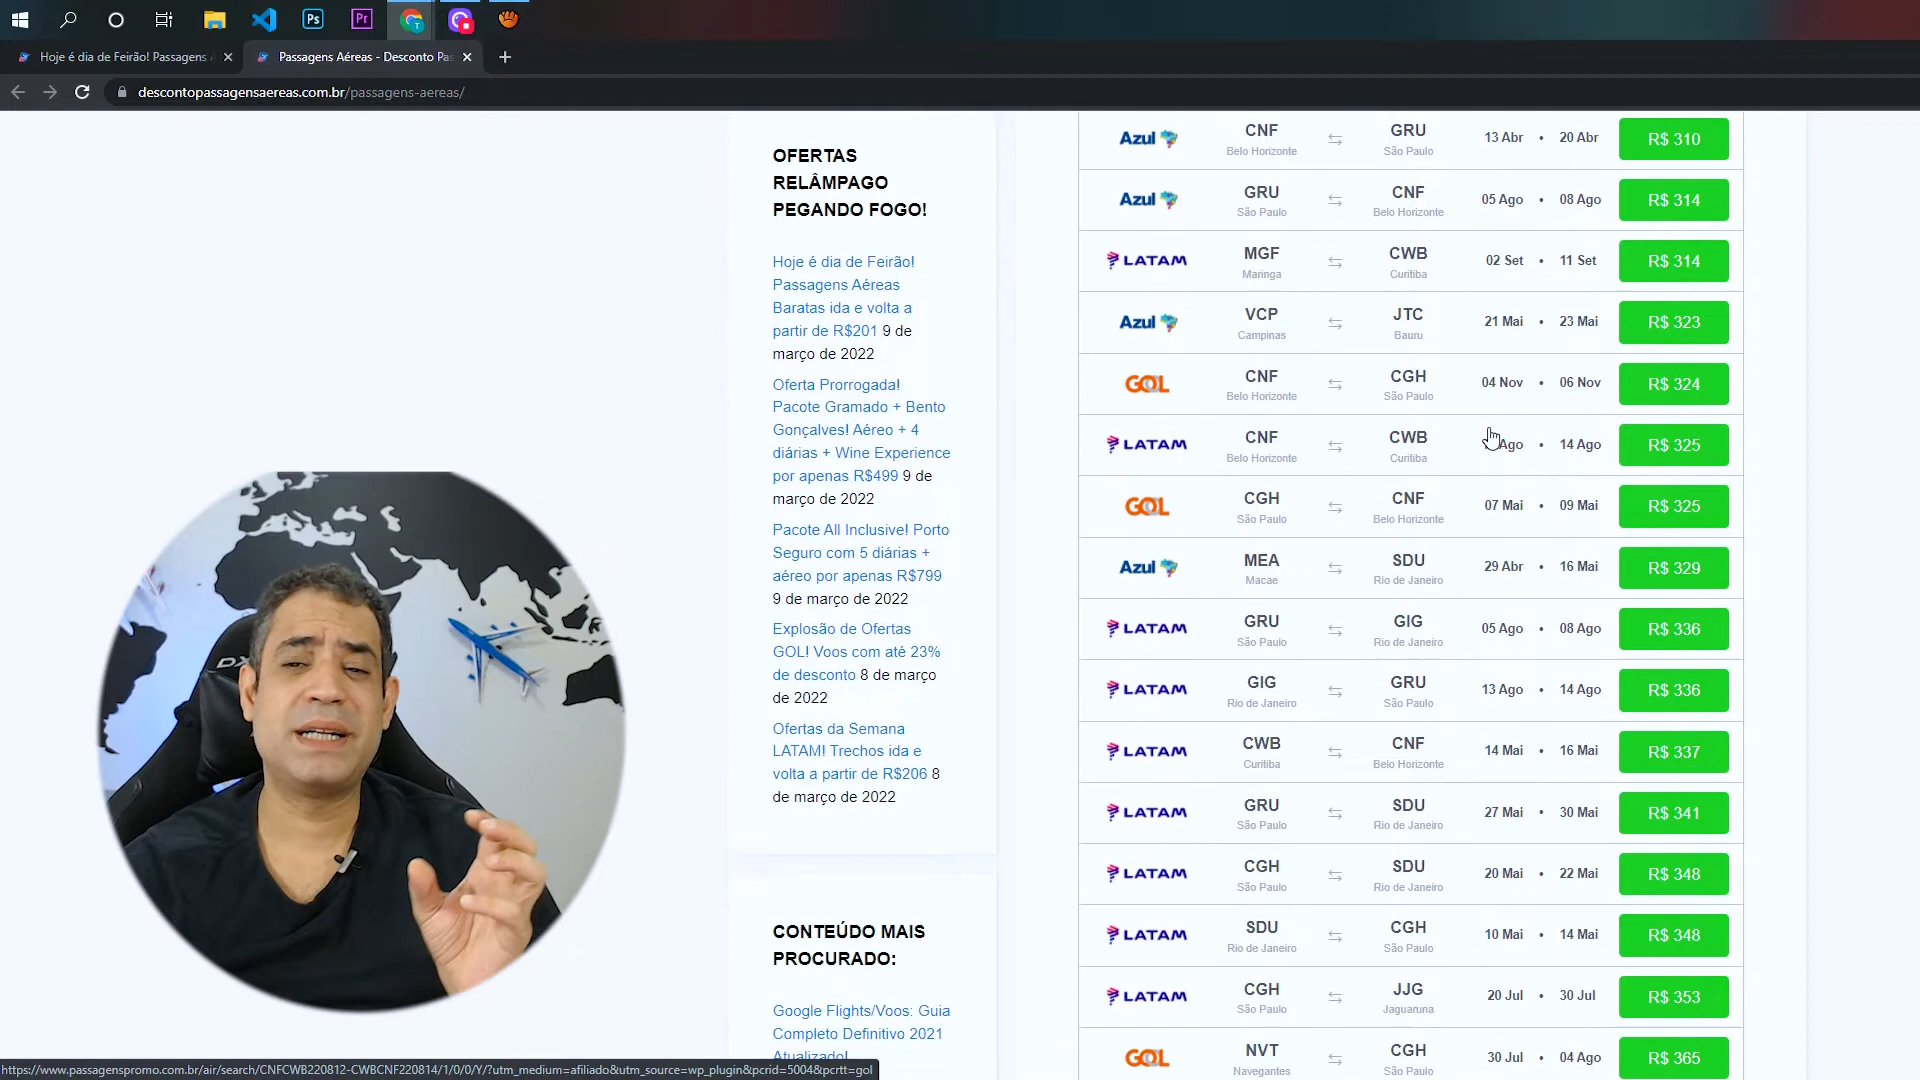 Ps
Pr
Hoje é dia de Feirão! Passagens A
Passagens Aéreas - Desconto Pas
descontopassagensaereas.com.br/passagens-aereas/
OFERTAS
RELÂMPAGO
PEGANDO FOGO!
Hoje é dia de Feirão!
Passagens Aéreas
Baratas ida e volta a
partir de R$201 9 de
março de 2022
Oferta Prorrogada!
Pacote Gramado + Bento
Gonçalves! Aéreo + 4
diárias + Wine Experience
por apenas R$499 9 de
março de 2022
Pacote All Inclusive! Porto
Seguro com 5 diárias +
aéreo por apenas R$799
9 de março de 2022
Explosão de Ofertas
GOL! Voos com até 23%
de desconto 8 de março
de 2022
Ofertas da Semana
LATAM! Trechos ida e
volta a partir de R$206 8
de março de 2022
CONTEÚDO MAIS
PROCURADO:
Google Flights/Voos: Guia
Completo Definitivo 2021
Atualizado!
Azul CNF GRU 13 Abr • 20 Abr R$ 310
Belo Horizonte São Paulo
Azul GRU CNF 05 Ago • 08 Ago R$ 314
São Paulo Belo Horizonte
LATAM MGF CWB 02 Set • 11 Set R$ 314
Maringa Curitiba
Azul VCP JTC 21 Mai • 23 Mai R$ 323
Campinas Bauru
GOL CNF CGH 04 Nov • 06 Nov R$ 324
Belo Horizonte São Paulo
LATAM CNF CWB Ago • 14 Ago R$ 325
Belo Horizonte Curitiba
GOL CGH CNF 07 Mai • 09 Mai R$ 325
São Paulo Belo Horizonte
Azul MEA SDU 29 Abr • 16 Mai R$ 329
Macae Rio de Janeiro
LATAM GRU GIG 05 Ago • 08 Ago R$ 336
São Paulo Rio de Janeiro
LATAM GIG GRU 13 Ago • 14 Ago R$ 336
Rio de Janeiro São Paulo
LATAM CWB CNF 14 Mai • 16 Mai R$ 337
Curitiba Belo Horizonte
LATAM GRU SDU 27 Mai • 30 Mai R$ 341
São Paulo Rio de Janeiro
LATAM CGH SDU 20 Mai • 22 Mai R$ 348
São Paulo Rio de Janeiro
LATAM SDU CGH 10 Mai • 14 Mai R$ 348
Rio de Janeiro São Paulo
LATAM CGH JJG 20 Jul • 30 Jul R$ 353
São Paulo Jaguaruna
GOL NVT CGH 30 Jul • 04 Ago R$ 365
Navegantes São Paulo
https://www.passagenspromo.com.br/air/search/CNFCWB220812-CWBCNF220814/1/0/0/Y/?utm_medium=afiliado&utm_source=wp_plugin&pcrid=5004&pcrtt=gol